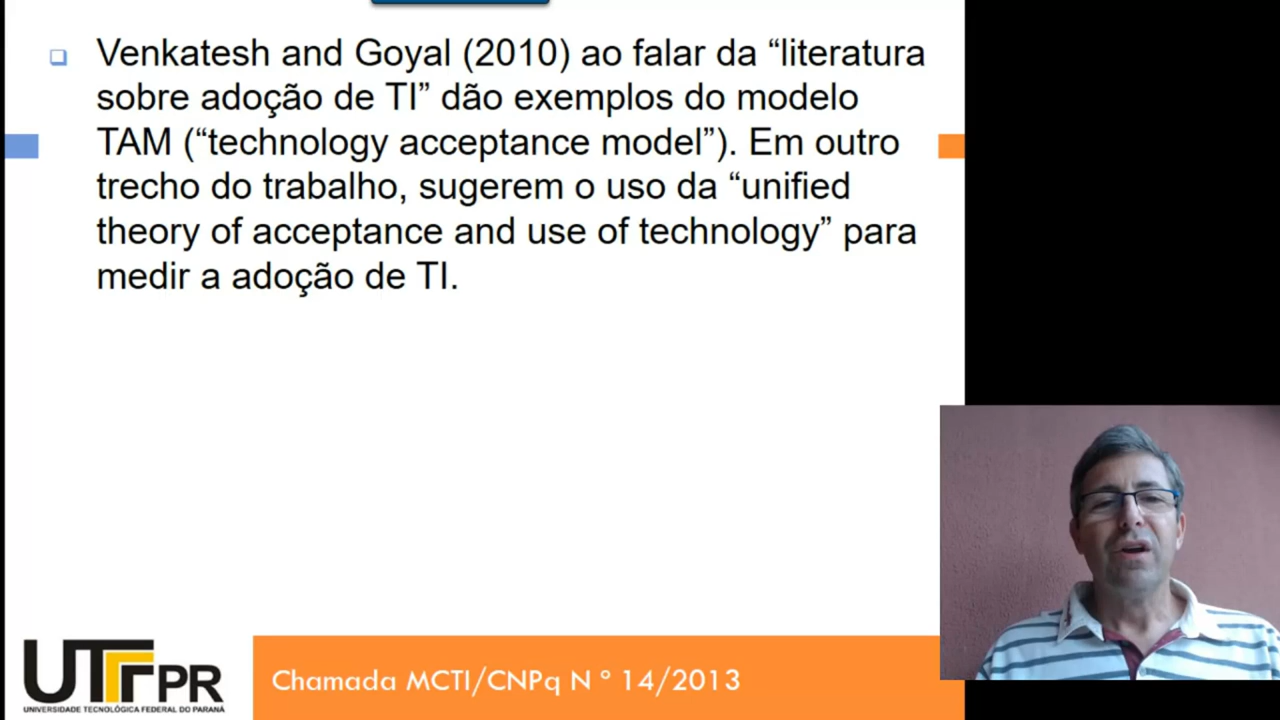 Venkatesh and Goyal (2010) ao falar da “literatura
sobre adoção de TI” dão exemplos do modelo
TAM (“technology acceptance model”). Em outro
trecho do trabalho, sugerem o uso da “unified
theory of acceptance and use of technology” para
medir a adoção de TI.
UTFPR
UNIVERSIDADE TECNOLÓGICA FEDERAL DO PARANÁ
Chamada MCTI/CNPq N º 14/2013